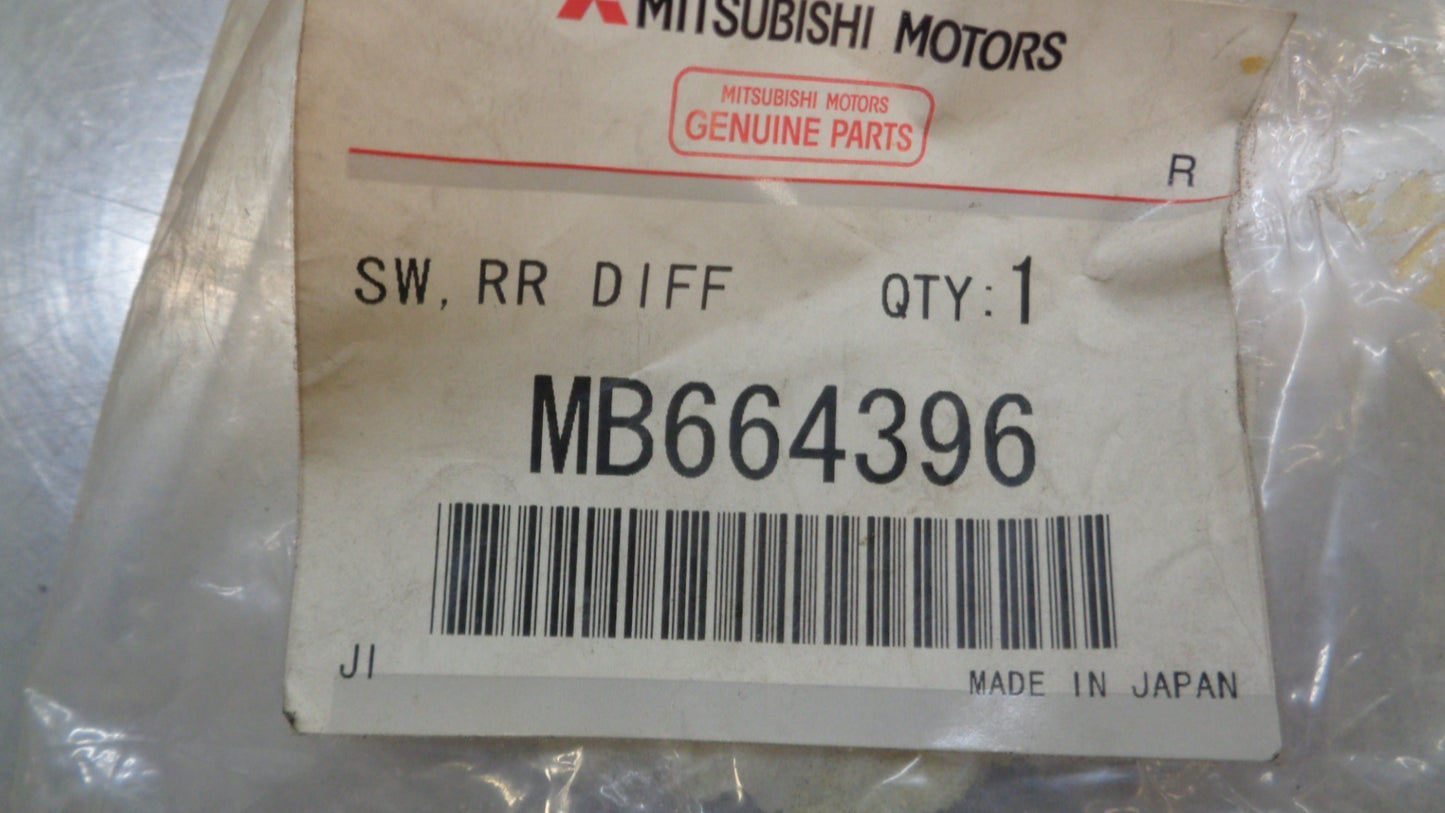 MITSUBISHI MOTORS
MITSUBISHI MOTORS
GENUINE PARTS
R
SW, RR DIFF QTY:1
MB664396
JI
MADE IN JAPAN